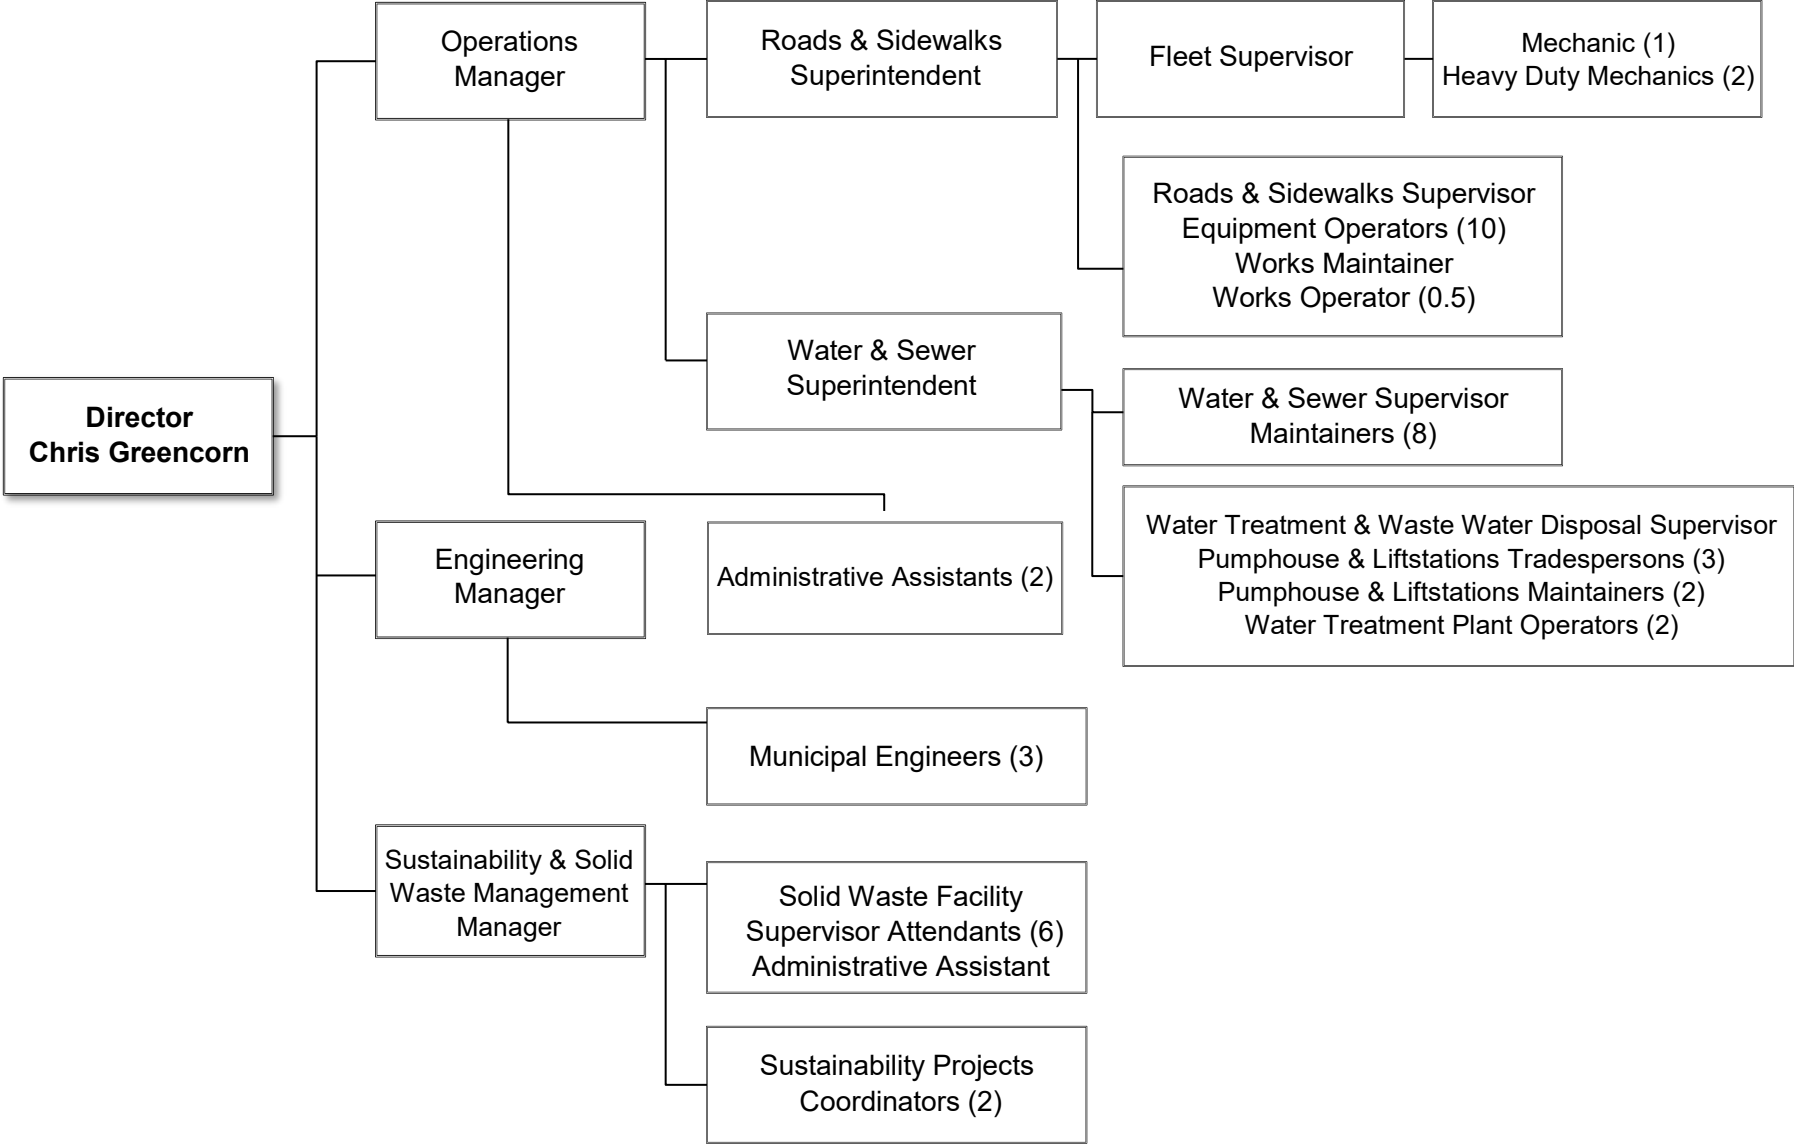 Operations
Manager
Roads & Sidewalks
Superintendent
Fleet Supervisor
Mechanic (1)
Heavy Duty Mechanics (2)
Roads & Sidewalks Supervisor
Equipment Operators (10)
Works Maintainer
Works Operator (0.5)
Water & Sewer
Superintendent
Water & Sewer Supervisor
Maintainers (8)
Director
Chris Greencorn
Water Treatment & Waste Water Disposal Supervisor
Pumphouse & Liftstations Tradespersons (3)
Pumphouse & Liftstations Maintainers (2)
Water Treatment Plant Operators (2)
Engineering
Manager
Administrative Assistants (2)
Municipal Engineers (3)
Sustainability & Solid
Waste Management
Manager
Solid Waste Facility
Supervisor Attendants (6)
Administrative Assistant
Sustainability Projects
Coordinators (2)